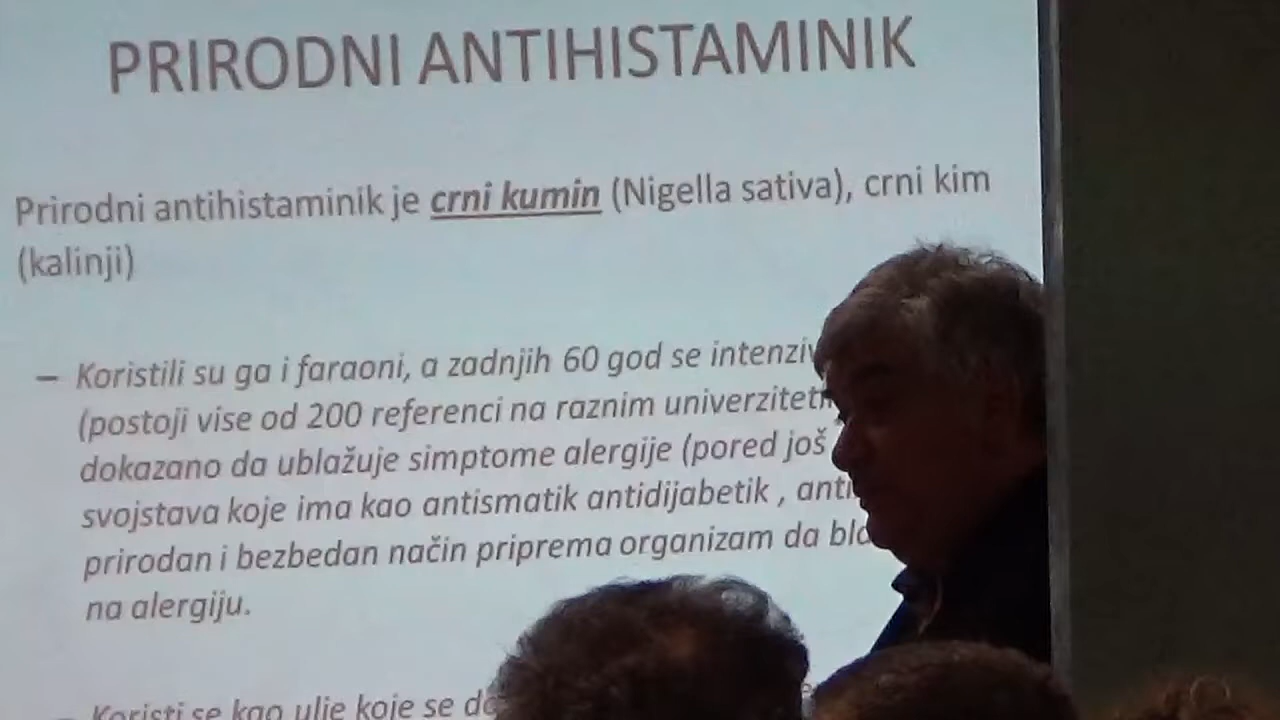 PRIRODNI ANTIHISTAMINIK
Prirodni antihistaminik je crni kumin (Nigella sativa), crni kim
(kalinji)
– Koristili su ga i faraoni, a zadnjih 60 god se
(postoji vise od 200 referenci na raznim
dokazano da ublažuje simptome alergije (pored još
svojstava koje ima kao antismatik antidijabetik ,
prirodan i bezbedan način priprema organizam da
na alergiju.
– Koristi se kao ulje koje se